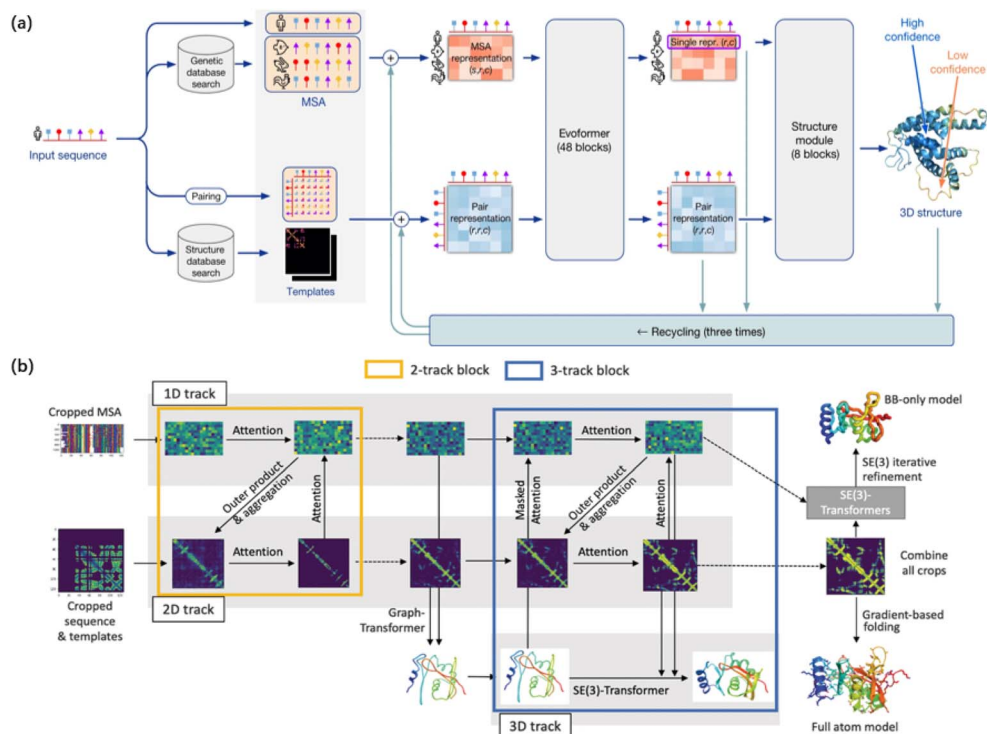 (a)
Genetic
database
search
MSA
Input sequence
Pairing
Structure
database
search
Templates
MSA
representation
(s,r,c)
Pair
representation
(r,r,c)
Evoformer
(48 blocks)
Single repr. (r,c)
Pair
representation
(r,r,c)
Structure
module
(8 blocks)
High
confidence
Low
confidence
3D structure
← Recycling (three times)
(b)
2-track block
3-track block
1D track
Cropped MSA
Attention
Outer product
& aggregation
Attention
Attention
2D track
Cropped
sequence
& templates
Graph-
Transformer
Masked
Attention
Attention
Outer product
& aggregation
Attention
Attention
SE(3)-Transformer
3D track
BB-only model
SE(3) iterative
refinement
SE(3)-
Transformers
Combine
all crops
Gradient-based
folding
Full atom model